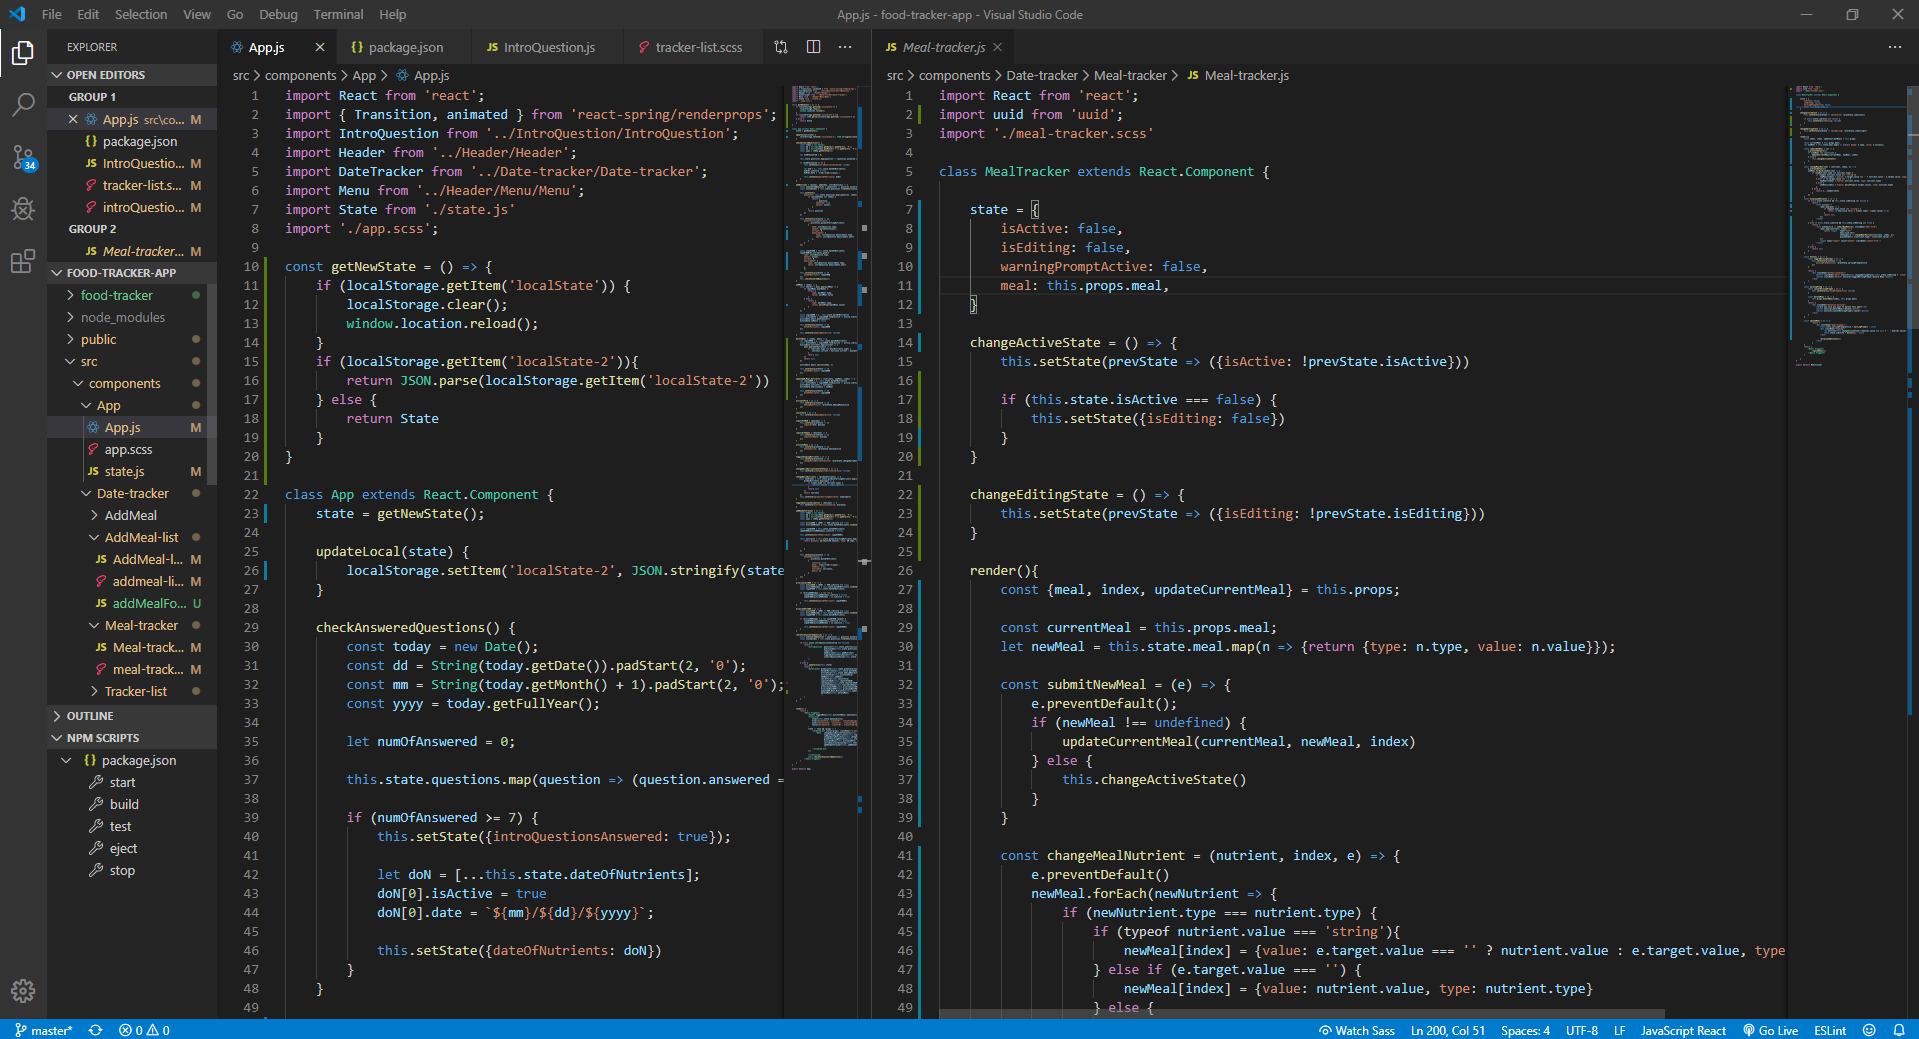 File Edit Selection View Go Debug Terminal Help
App.js - food-tracker-app - Visual Studio Code
EXPLORER
OPEN EDITORS
GROUP 1
App.js src\co... M
package.json
IntroQuestio... M
tracker-list.s... M
introQuestio... M
GROUP 2
Meal-tracker... M
FOOD-TRACKER-APP
food-tracker
node_modules
public
src
components
App
App.js M
app.scss
state.js M
Date-tracker
AddMeal
AddMeal-list
AddMeal-l... M
addmeal-li... M
addMealFo... U
Meal-tracker
Meal-track... M
meal-track... M
Tracker-list
OUTLINE
NPM SCRIPTS
package.json
start
build
test
eject
stop
34
App.js package.json IntroQuestion.js tracker-list.scss
src > components > App > App.js
1 import React from 'react';
2 import { Transition, animated } from 'react-spring/renderprops';
3 import IntroQuestion from '../IntroQuestion/IntroQuestion';
4 import Header from '../Header/Header';
5 import DateTracker from '../Date-tracker/Date-tracker';
6 import Menu from '../Header/Menu/Menu';
7 import State from './state.js'
8 import './app.scss';
9
10 const getNewState = () => {
11 if (localStorage.getItem('localState')) {
12 localStorage.clear();
13 window.location.reload();
14 }
15 if (localStorage.getItem('localState-2')){
16 return JSON.parse(localStorage.getItem('localState-2'))
17 } else {
18 return State
19 }
20 }
21
22 class App extends React.Component {
23 state = getNewState();
24
25 updateLocal(state) {
26 localStorage.setItem('localState-2', JSON.stringify(state
27 }
28
29 checkAnsweredQuestions() {
30 const today = new Date();
31 const dd = String(today.getDate()).padStart(2, '0');
32 const mm = String(today.getMonth() + 1).padStart(2, '0');
33 const yyyy = today.getFullYear();
34
35 let numOfAnswered = 0;
36
37 this.state.questions.map(question => (question.answered =
38
39 if (numOfAnswered >= 7) {
40 this.setState({introQuestionsAnswered: true});
41
42 let doN = [...this.state.dateOfNutrients];
43 doN[0].isActive = true
44 doN[0].date = `${mm}/${dd}/${yyyy}`;
45
46 this.setState({dateOfNutrients: doN})
47 }
48 }
49
Meal-tracker.js
src > components > Date-tracker > Meal-tracker > Meal-tracker.js
1 import React from 'react';
2 import uuid from 'uuid';
3 import './meal-tracker.scss'
4
5 class MealTracker extends React.Component {
6
7 state = {
8 isActive: false,
9 isEditing: false,
10 warningPromptActive: false,
11 meal: this.props.meal,
12 }
13
14 changeActiveState = () => {
15 this.setState(prevState => ({isActive: !prevState.isActive}))
16
17 if (this.state.isActive === false) {
18 this.setState({isEditing: false})
19 }
20 }
21
22 changeEditingState = () => {
23 this.setState(prevState => ({isEditing: !prevState.isEditing}))
24 }
25
26 render(){
27 const {meal, index, updateCurrentMeal} = this.props;
28
29 const currentMeal = this.props.meal;
30 let newMeal = this.state.meal.map(n => {return {type: n.type, value: n.value}});
31
32 const submitNewMeal = (e) => {
33 e.preventDefault();
34 if (newMeal !== undefined) {
35 updateCurrentMeal(currentMeal, newMeal, index)
36 } else {
37 this.changeActiveState()
38 }
39 }
40
41 const changeMealNutrient = (nutrient, index, e) => {
42 e.preventDefault()
43 newMeal.forEach(newNutrient => {
44 if (newNutrient.type === nutrient.type) {
45 if (typeof nutrient.value === 'string'){
46 newMeal[index] = {value: e.target.value === '' ? nutrient.value : e.target.value, type
47 } else if (e.target.value === '') {
48 newMeal[index] = {value: nutrient.value, type: nutrient.type}
49 } else {
master* 0 0
Watch Sass Ln 200, Col 51 Spaces: 4 UTF-8 LF JavaScript React Go Live ESLint